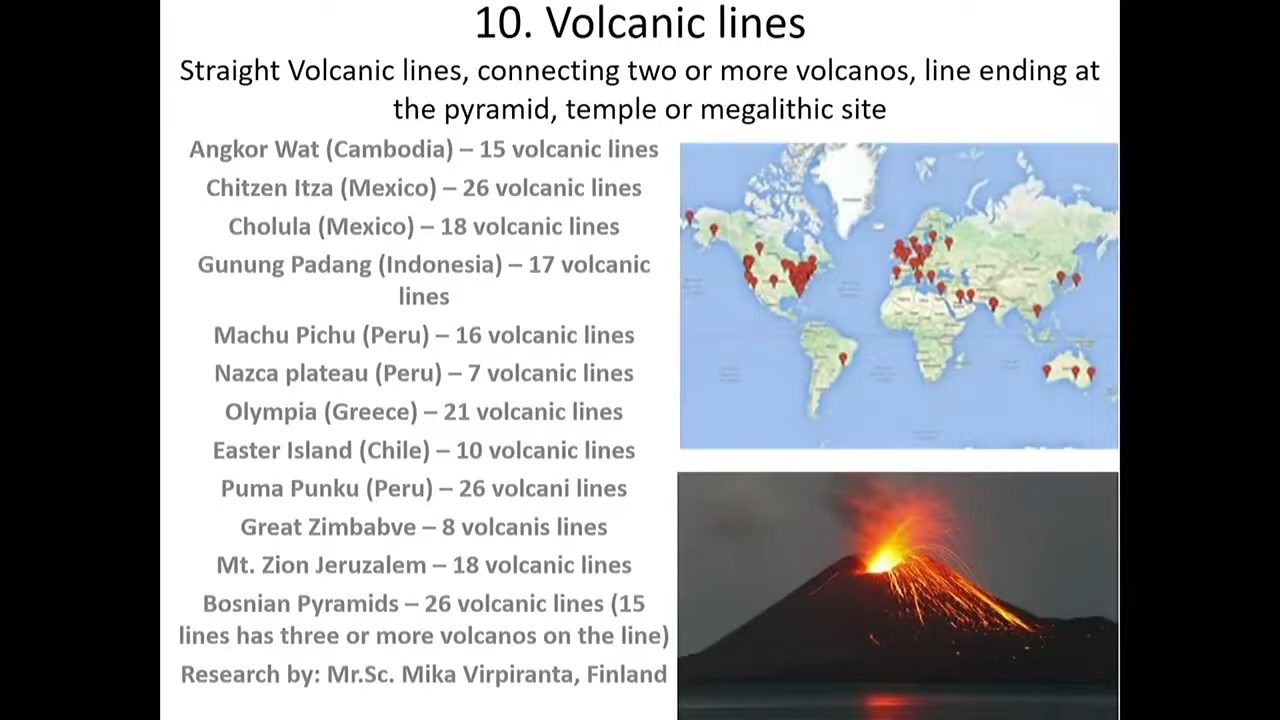 10. Volcanic lines
Straight Volcanic lines, connecting two or more volcanos, line ending at
the pyramid, temple or megalithic site
Angkor Wat (Cambodia) – 15 volcanic lines
Chitzen Itza (Mexico) – 26 volcanic lines
Cholula (Mexico) – 18 volcanic lines
Gunung Padang (Indonesia) – 17 volcanic
lines
Machu Pichu (Peru) – 16 volcanic lines
Nazca plateau (Peru) – 7 volcanic lines
Olympia (Greece) – 21 volcanic lines
Easter Island (Chile) – 10 volcanic lines
Puma Punku (Peru) – 26 volcani lines
Great Zimbabve – 8 volcanis lines
Mt. Zion Jeruzalem – 18 volcanic lines
Bosnian Pyramids – 26 volcanic lines (15
lines has three or more volcanos on the line)
Research by: Mr.Sc. Mika Virpiranta, Finland